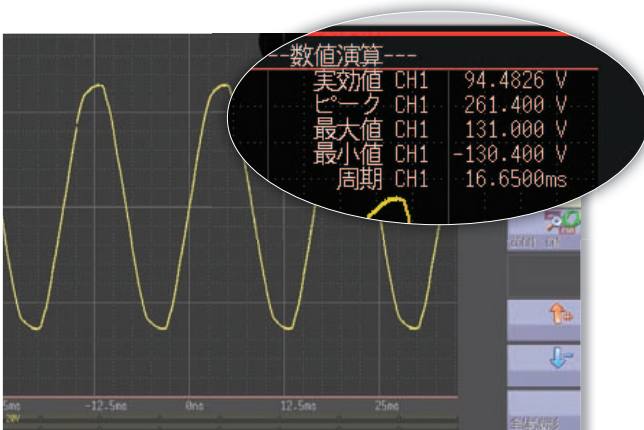 --数値演算---
実効値 CH1 94.4826 V
ピーク CH1 261.400 V
最大値 CH1 131.000 V
最小値 CH1 -130.400 V
周期 CH1 16.6500ms
5ms -12.5ms 0ns 12.5ms 25ms
20V